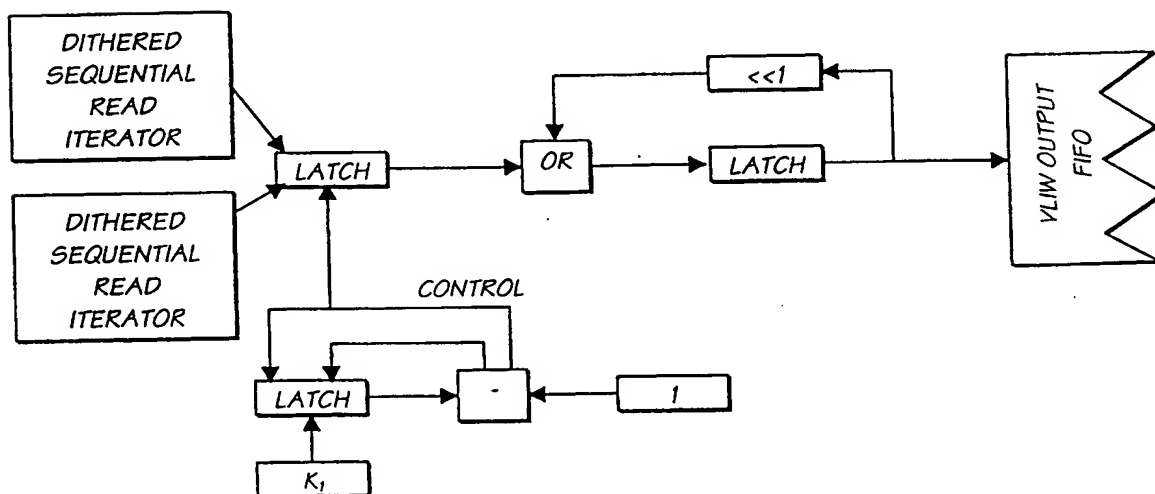 DITHERED
SEQUENTIAL
READ
ITERATOR
DITHERED
SEQUENTIAL
READ
ITERATOR
LATCH
OR
<<1
LATCH
VLIW OUTPUT
FIFO
CONTROL
LATCH
-
1
K₁